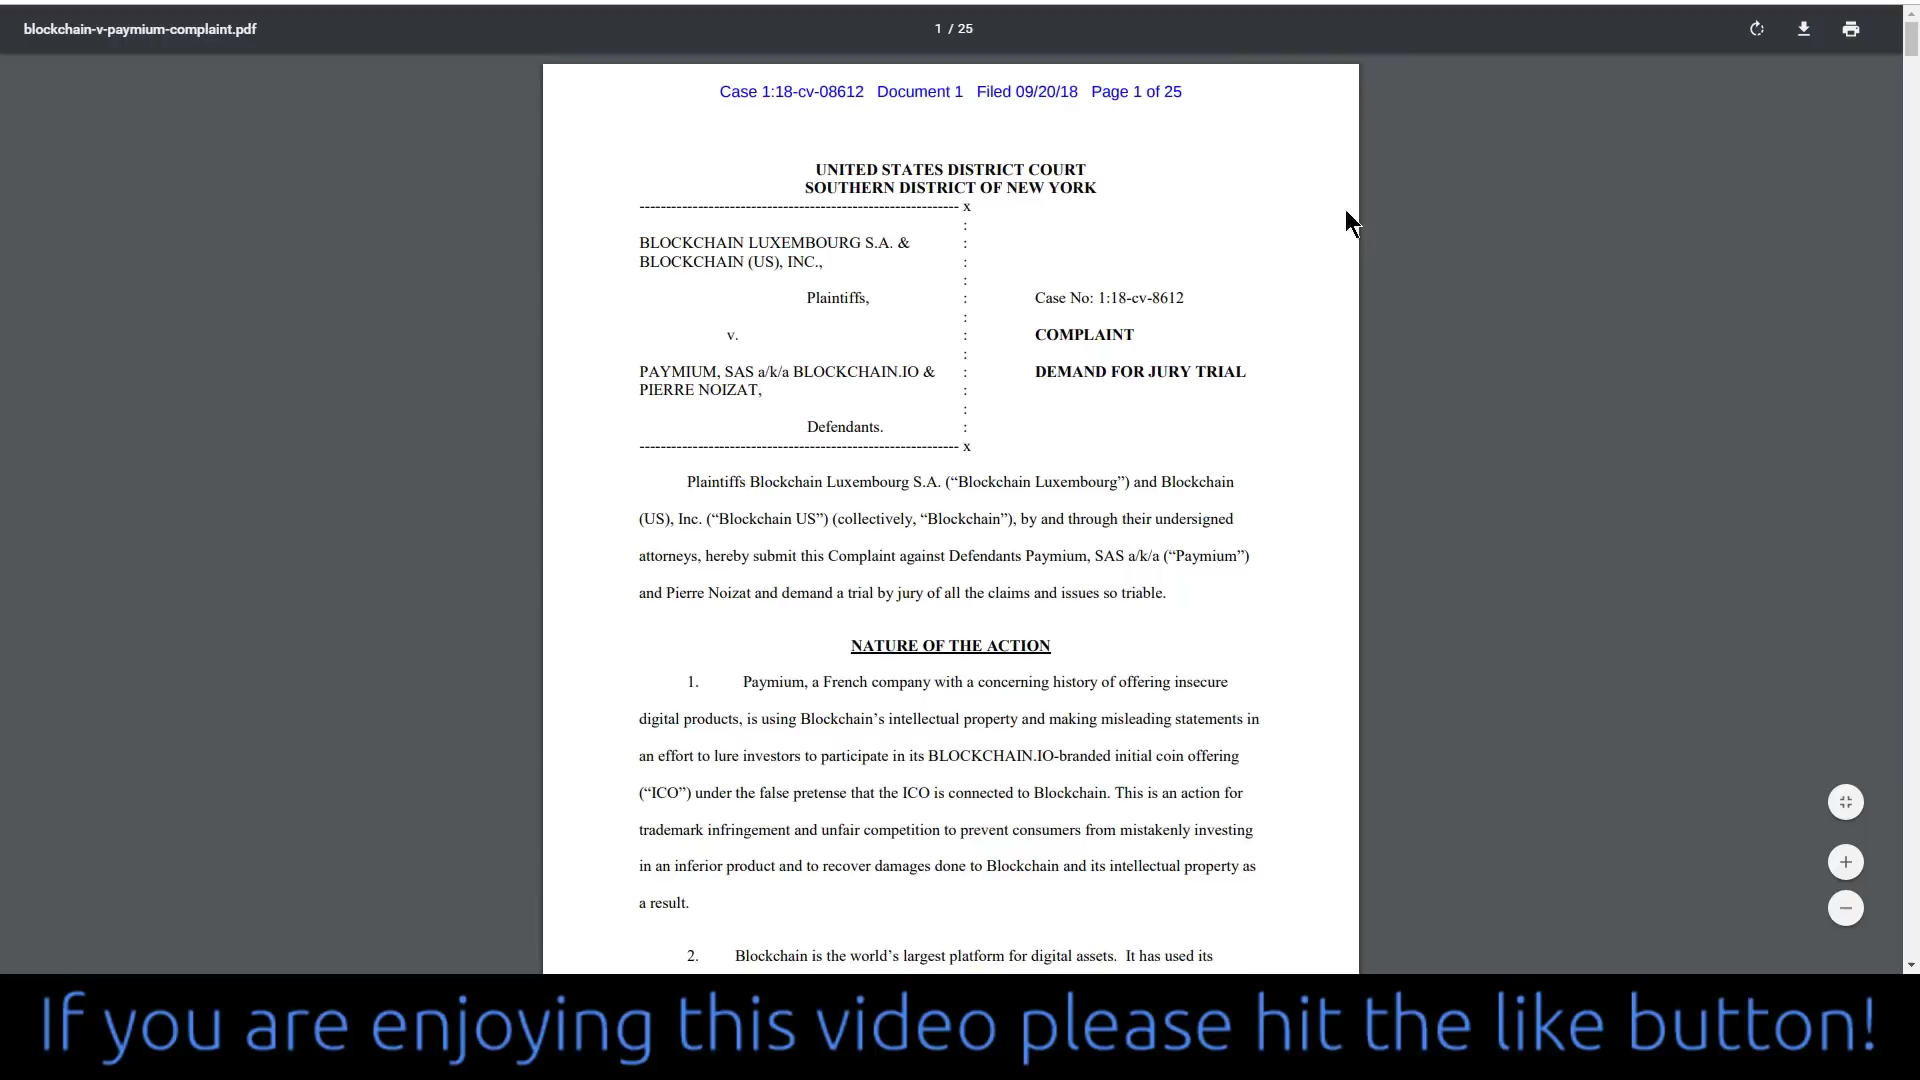 blockchain-v-paymium-complaint.pdf
1 / 25
Case 1:18-cv-08612 Document 1 Filed 09/20/18 Page 1 of 25
UNITED STATES DISTRICT COURT
SOUTHERN DISTRICT OF NEW YORK
------------------------------------------------------------ x
:
BLOCKCHAIN LUXEMBOURG S.A. & :
BLOCKCHAIN (US), INC., :
:
Plaintiffs, : Case No: 1:18-cv-8612
:
v. : COMPLAINT
:
PAYMIUM, SAS a/k/a BLOCKCHAIN.IO & : DEMAND FOR JURY TRIAL
PIERRE NOIZAT, :
:
Defendants. :
------------------------------------------------------------ x
Plaintiffs Blockchain Luxembourg S.A. (“Blockchain Luxembourg”) and Blockchain
(US), Inc. (“Blockchain US”) (collectively, “Blockchain”), by and through their undersigned
attorneys, hereby submit this Complaint against Defendants Paymium, SAS a/k/a (“Paymium”)
and Pierre Noizat and demand a trial by jury of all the claims and issues so triable.
NATURE OF THE ACTION
1. Paymium, a French company with a concerning history of offering insecure
digital products, is using Blockchain’s intellectual property and making misleading statements in
an effort to lure investors to participate in its BLOCKCHAIN.IO-branded initial coin offering
(“ICO”) under the false pretense that the ICO is connected to Blockchain. This is an action for
trademark infringement and unfair competition to prevent consumers from mistakenly investing
in an inferior product and to recover damages done to Blockchain and its intellectual property as
a result.
2. Blockchain is the world’s largest platform for digital assets. It has used its
If you are enjoying this video please hit the like button!